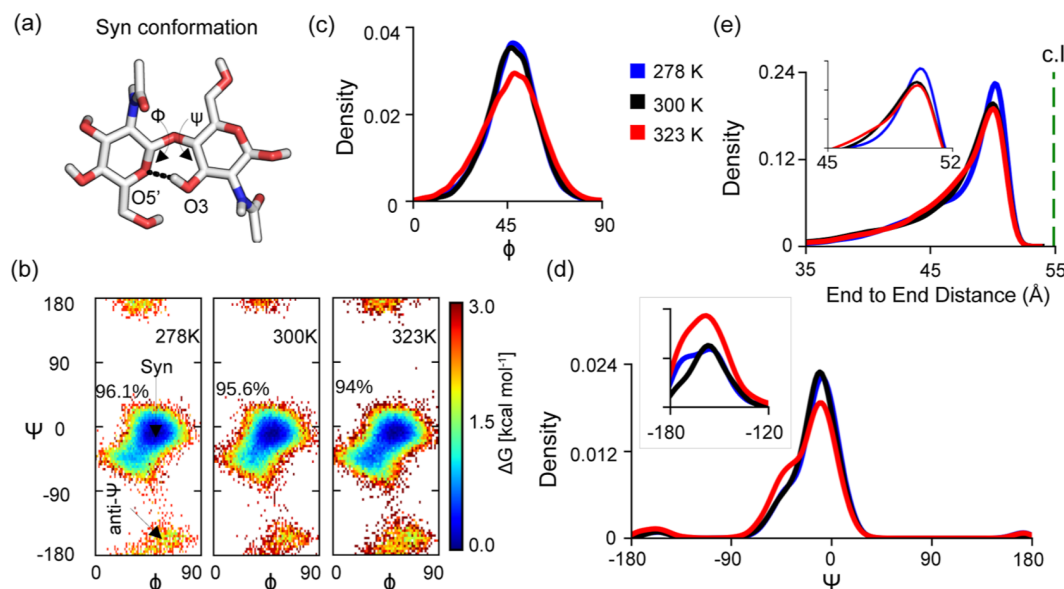 (a)
Syn conformation
Φ
Ψ
O5'
O3
(b)
180
90
Ψ 0
-90
-180
278K
Syn
96.1%
anti-Ψ
300K
95.6%
323K
94%
0 ϕ 90
0 ϕ 90
0 ϕ 90
3.0
1.5
0.0
ΔG [kcal mol⁻¹]
(c)
0.04
0.02
0
Density
0 45 90
ϕ
278 K
300 K
323 K
(e)
c.l
0.24
0.12
0
Density
45 52
35 45 55
End to End Distance (Å)
(d)
0.024
0.012
0
Density
-180 -120
-180 -90 0 90 180
Ψ